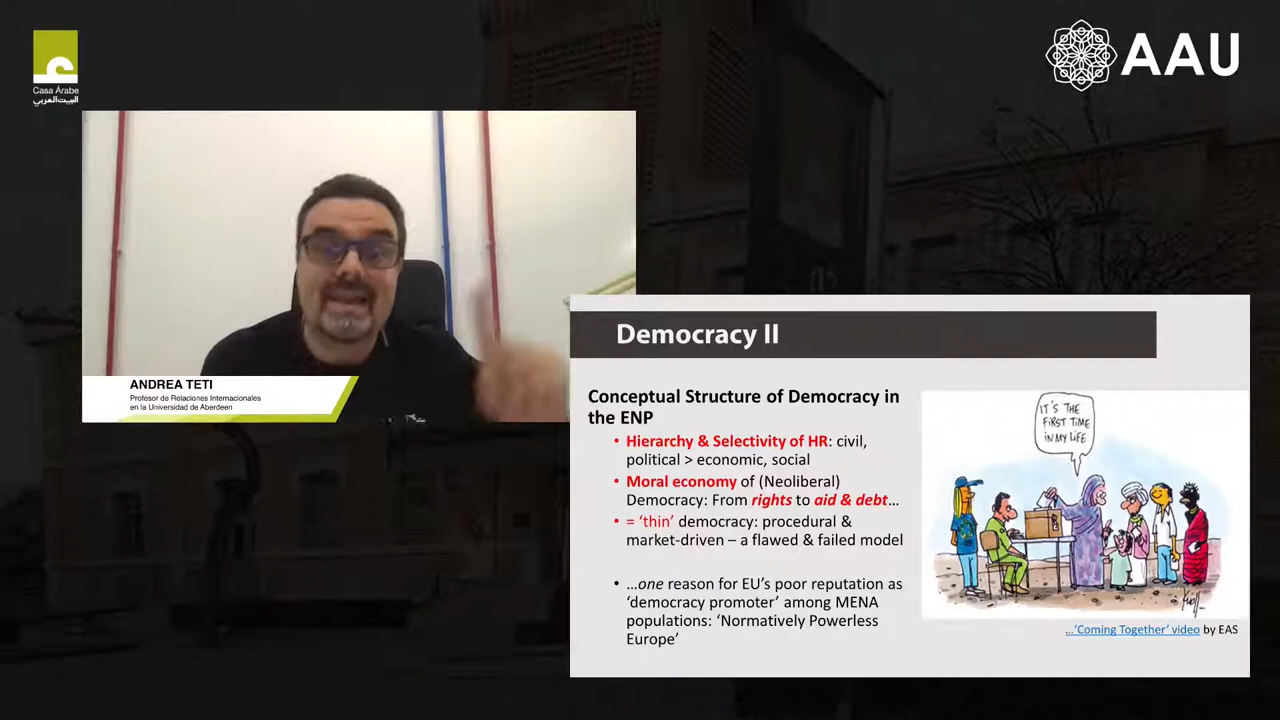 Casa Árabe
البيت العربي
AAU
ANDREA TETI
Profesor de Relaciones Internacionales
en la Universidad de Aberdeen
Democracy II
Conceptual Structure of Democracy in
the ENP
• Hierarchy & Selectivity of HR: civil,
political > economic, social
• Moral economy of (Neoliberal)
Democracy: From rights to aid & debt…
• = ‘thin’ democracy: procedural &
market-driven – a flawed & failed model
• …one reason for EU’s poor reputation as
‘democracy promoter’ among MENA
populations: ‘Normatively Powerless
Europe’
IT'S THE
FIRST TIME
IN MY LIFE
…‘Coming Together’ video by EAS